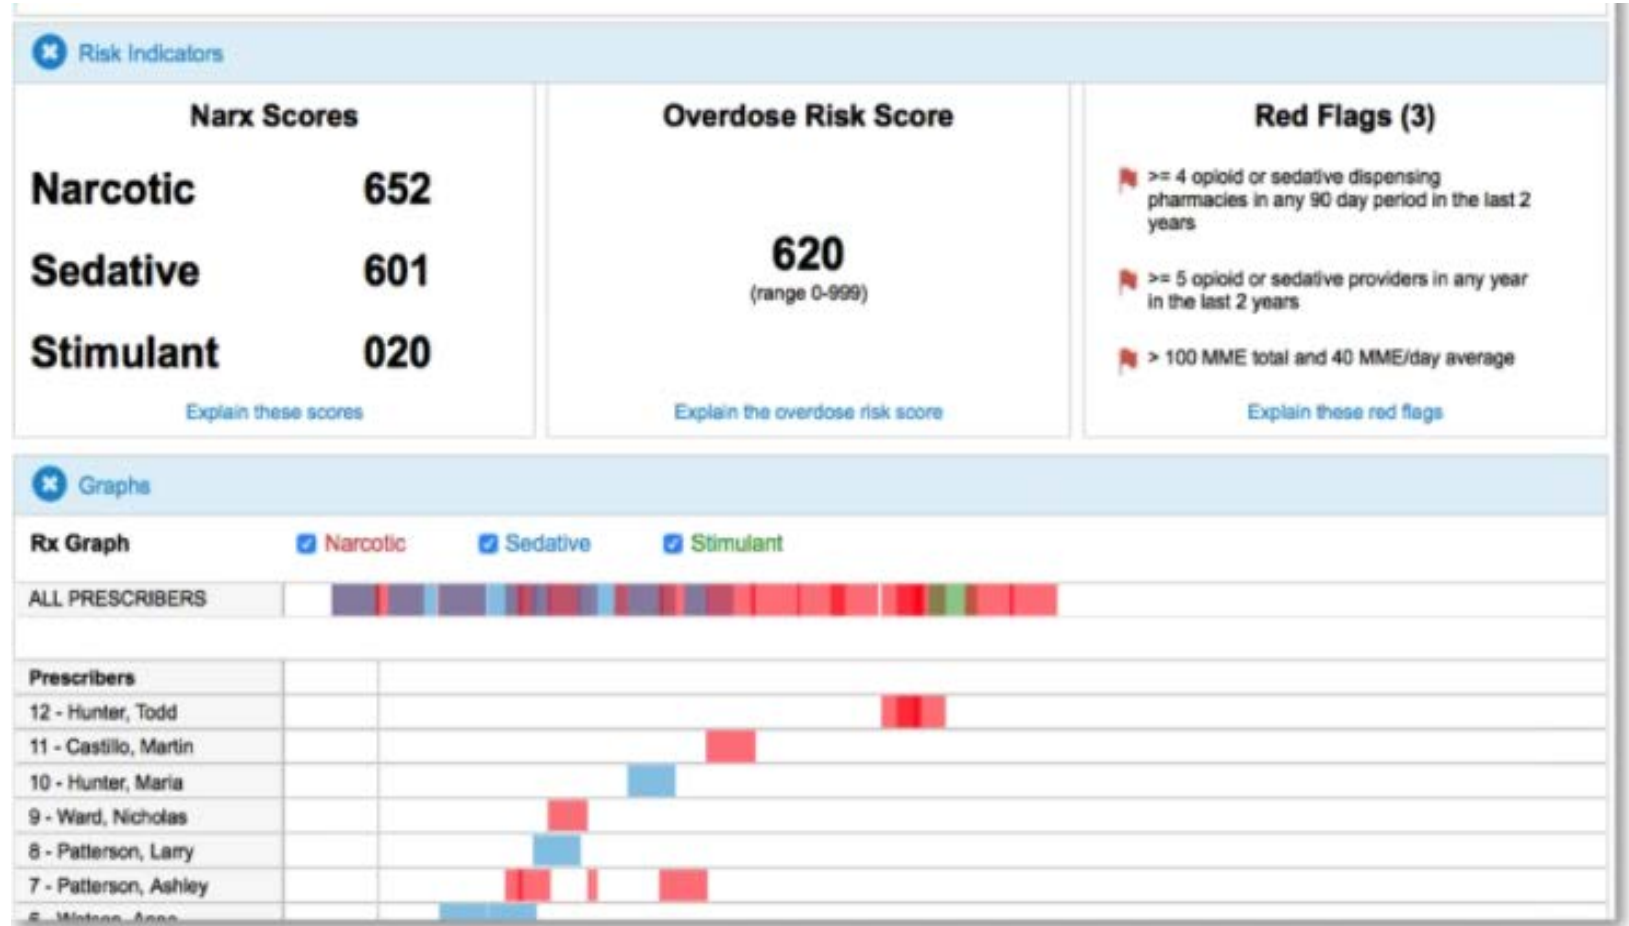 Risk Indicators
Narx Scores
Narcotic 652
Sedative 601
Stimulant 020
Explain these scores
Overdose Risk Score
620
(range 0-999)
Explain the overdose risk score
Red Flags (3)
>= 4 opioid or sedative dispensing
pharmacies in any 90 day period in the last 2
years
>= 5 opioid or sedative providers in any year
in the last 2 years
> 100 MME total and 40 MME/day average
Explain these red flags
Graphs
Rx Graph Narcotic Sedative Stimulant
ALL PRESCRIBERS
Prescribers
12 - Hunter, Todd
11 - Castillo, Martin
10 - Hunter, Maria
9 - Ward, Nicholas
8 - Patterson, Larry
7 - Patterson, Ashley